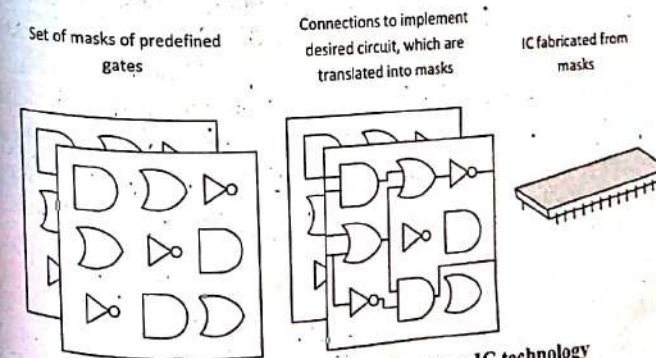 Set of masks of predefined
gates
Connections to implement
desired circuit, which are
translated into masks
IC fabricated from
masks
IC technology